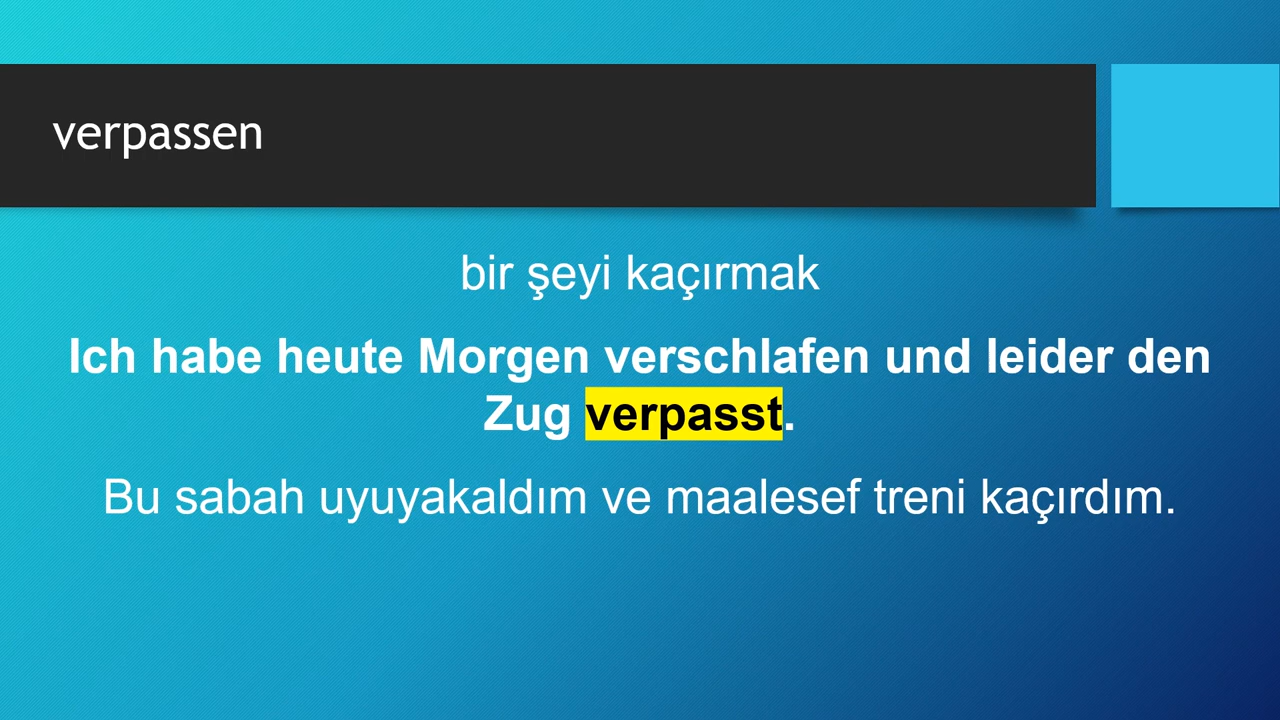 verpassen
bir şeyi kaçırmak
Ich habe heute Morgen verschlafen und leider den
Zug verpasst.
Bu sabah uyuyakaldım ve maalesef treni kaçırdım.